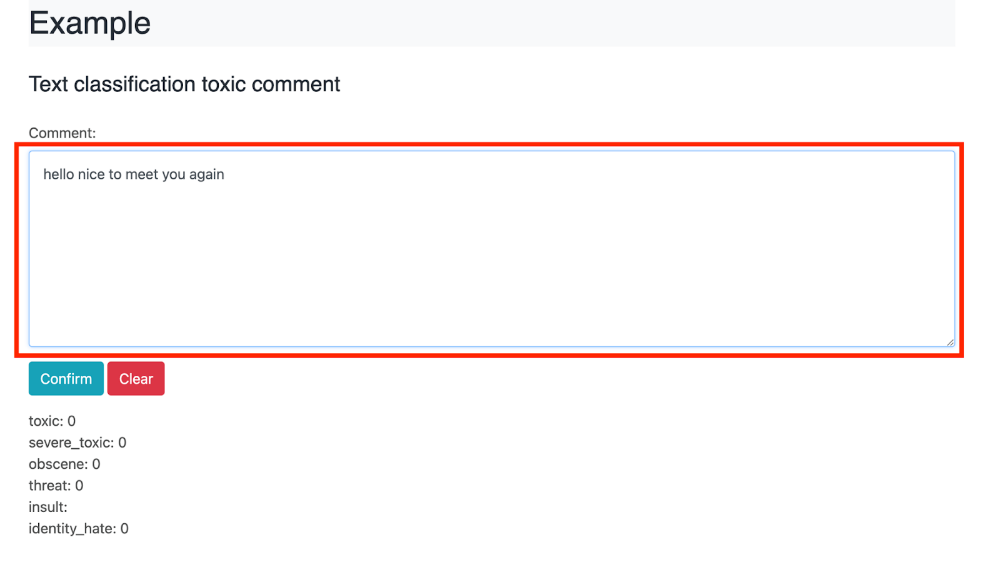 Example
Text classification toxic comment
Comment:
hello nice to meet you again
Confirm Clear
toxic: 0
severe_toxic: 0
obscene: 0
threat: 0
insult:
identity_hate: 0